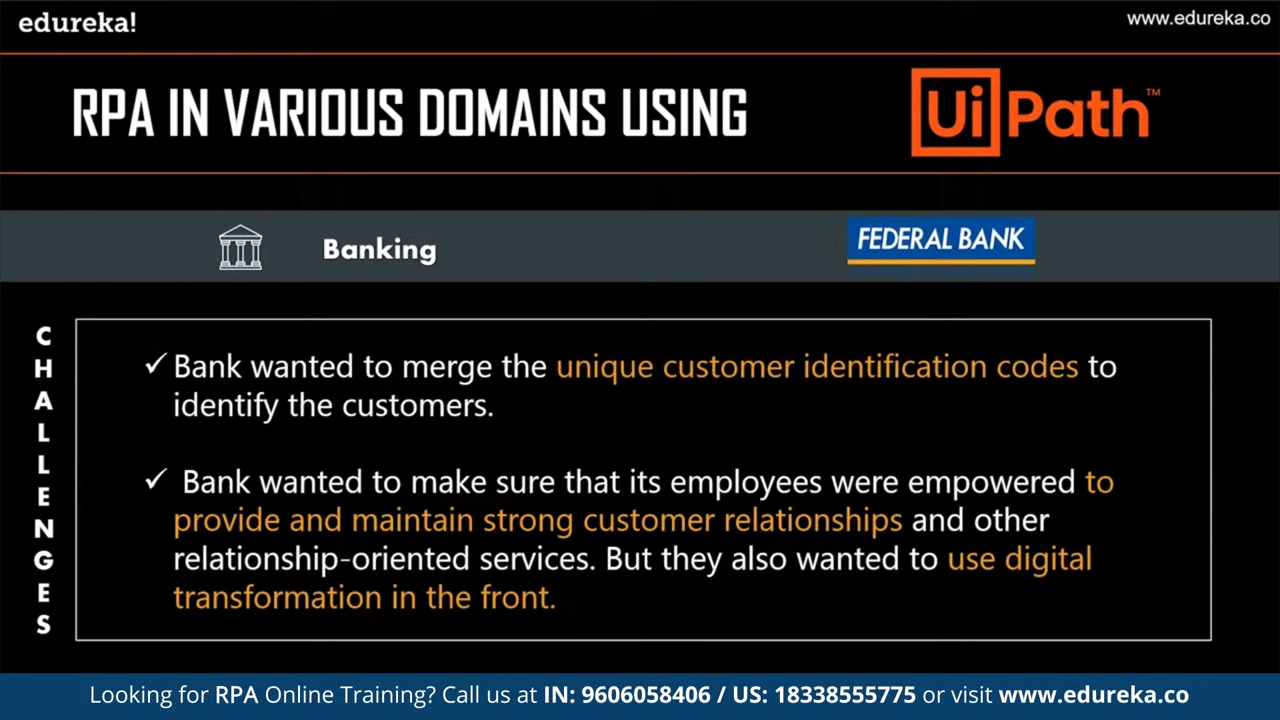 edureka!
www.edureka.co
RPA IN VARIOUS DOMAINS USING
UiPath™
Banking
FEDERAL BANK
CHALLENGES
✓ Bank wanted to merge the unique customer identification codes to
identify the customers.
✓ Bank wanted to make sure that its employees were empowered to
provide and maintain strong customer relationships and other
relationship-oriented services. But they also wanted to use digital
transformation in the front.
Looking for RPA Online Training? Call us at IN: 9606058406 / US: 18338555775 or visit www.edureka.co